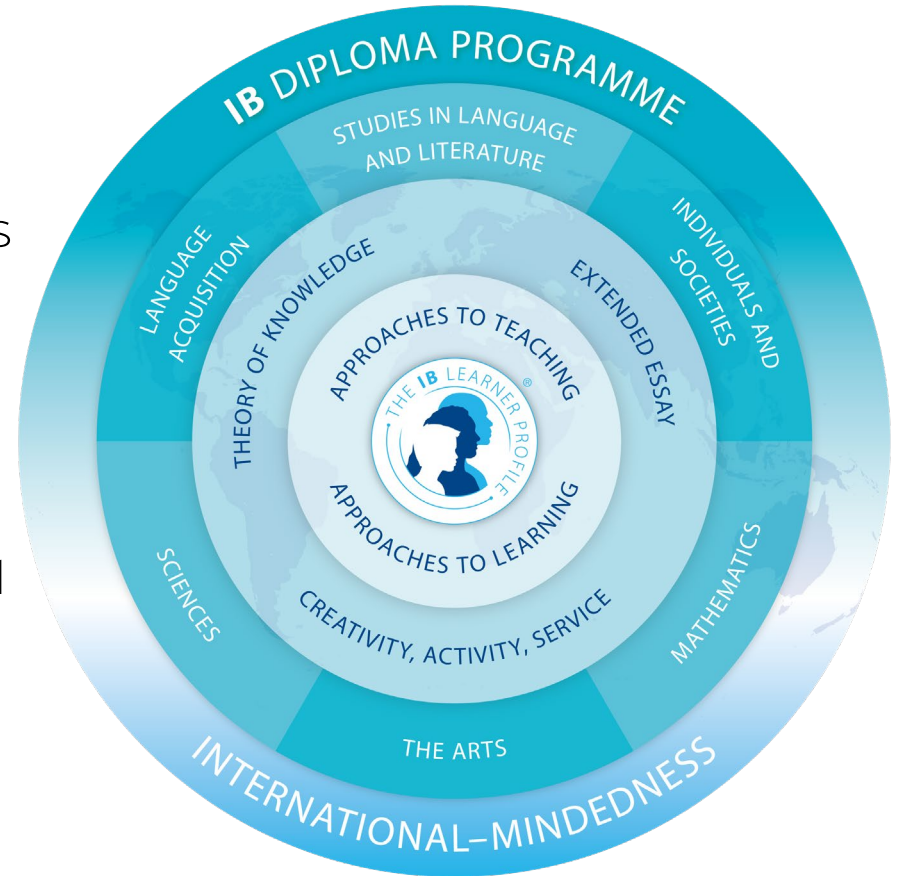 IB DIPLOMA PROGRAMME
STUDIES IN LANGUAGE
AND LITERATURE
LANGUAGE
ACQUISITION
INDIVIDUALS AND
SOCIETIES
THEORY OF KNOWLEDGE
EXTENDED ESSAY
APPROACHES TO TEACHING
THE IB LEARNER PROFILE®
APPROACHES TO LEARNING
CREATIVITY, ACTIVITY, SERVICE
SCIENCES
MATHEMATICS
THE ARTS
INTERNATIONAL–MINDEDNESS